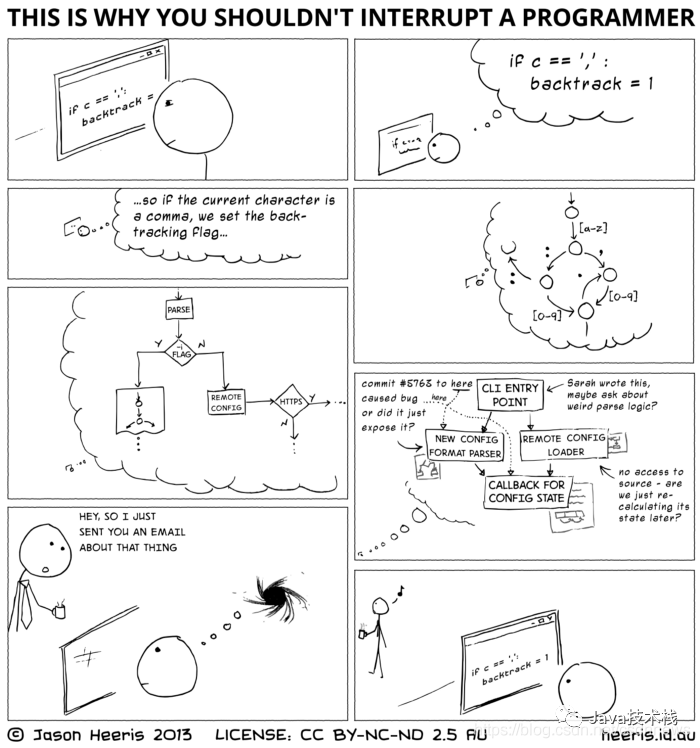 THIS IS WHY YOU SHOULDN'T INTERRUPT A PROGRAMMER
if c == ',':
backtrack =
if c == ',' :
backtrack = 1
...so if the current character is
a comma, we set the back-
tracking flag...
[a-z]
,
[0-9]
[0-9]
PARSE
Y
N
-i
FLAG
REMOTE
CONFIG
HTTPS
Y
N
commit #5763 to here
caused bug ...here
or did it just
expose it?
CLI ENTRY
POINT
Sarah wrote this,
maybe ask about
weird parse logic?
NEW CONFIG
FORMAT PARSER
REMOTE CONFIG
LOADER
CALLBACK FOR
CONFIG STATE
no access to
source - are
we just re-
calculating its
state later?
HEY, SO I JUST
SENT YOU AN EMAIL
ABOUT THAT THING
if c == ',':
backtrack = 1
Java技术栈
© Jason Heeris 2013 LICENSE: CC BY-NC-ND 2.5 AU heeris.id.au